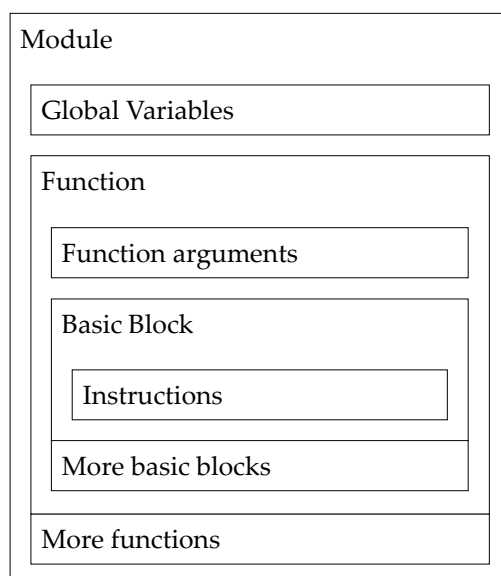 Module
Global Variables
Function
Function arguments
Basic Block
Instructions
More basic blocks
More functions